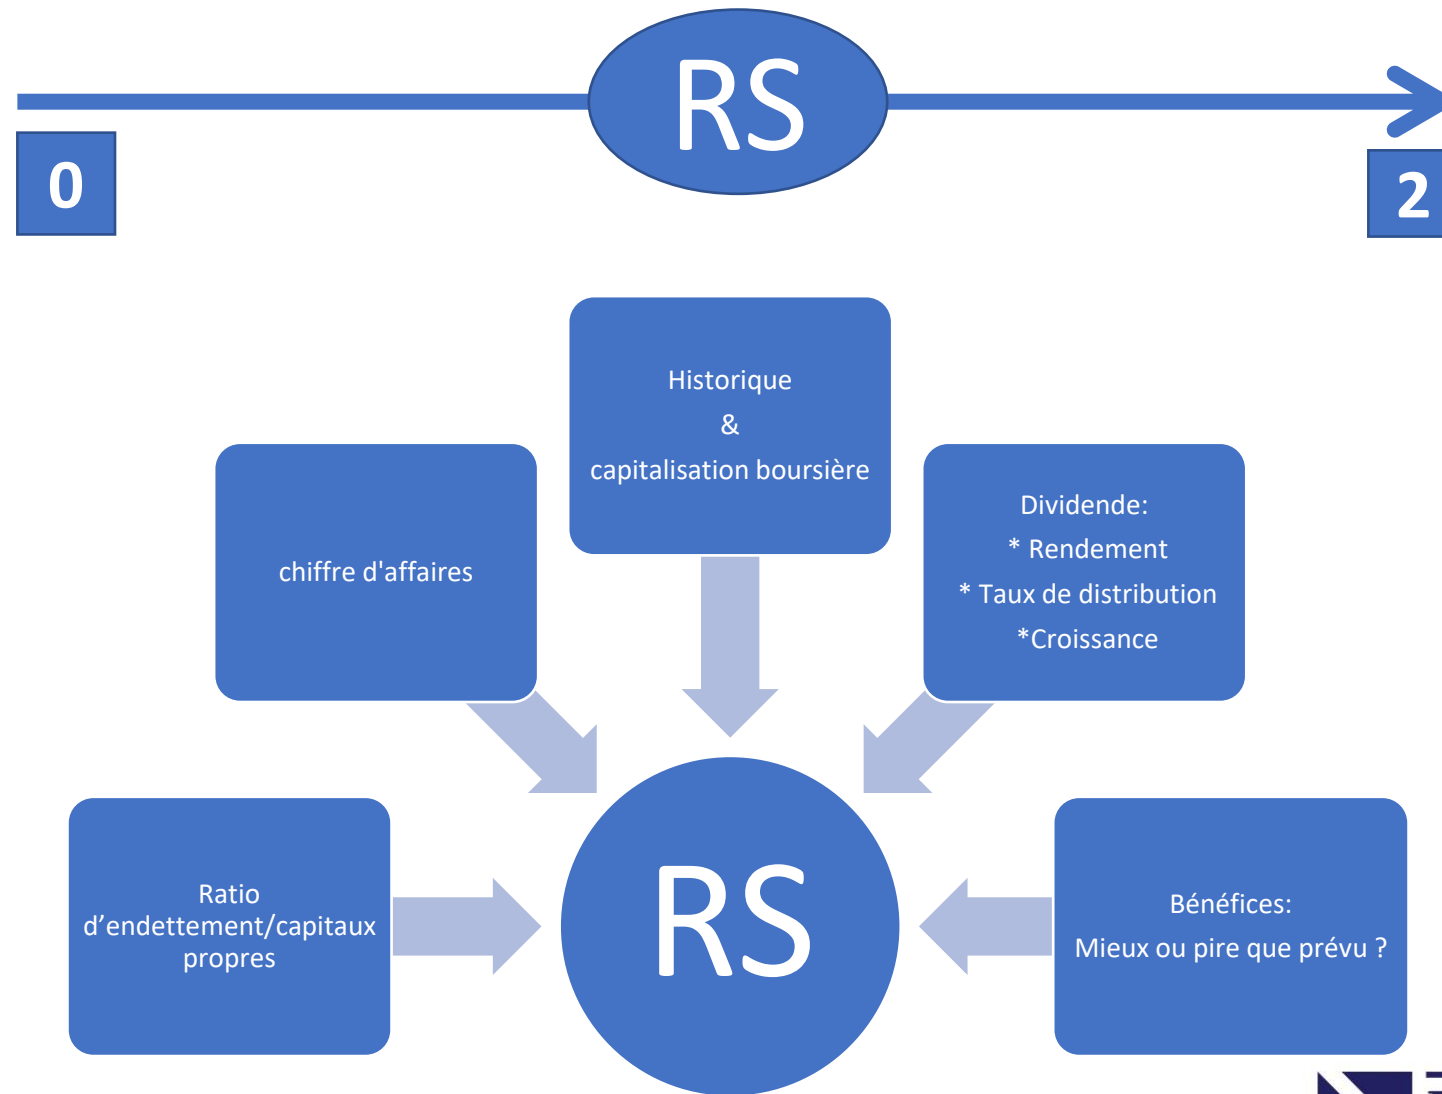 RS
0
2
Historique
&
capitalisation boursière
chiffre d'affaires
Dividende:
* Rendement
* Taux de distribution
*Croissance
Ratio
d’endettement/capitaux
propres
RS
Bénéfices:
Mieux ou pire que prévu ?